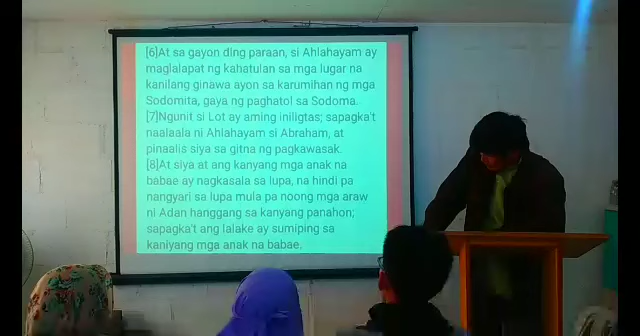 [6]At sa gayon ding paraan, si Ahlahayam ay
maglalapat ng kahatulan sa mga lugar na
kanilang ginawa ayon sa karumihan ng mga
Sodomita, gaya ng paghatol sa Sodoma.
[7]Ngunit si Lot ay aming iniligtas; sapagka't
naalaala ni Ahlahayam si Abraham, at
pinaalis siya sa gitna ng pagkawasak.
[8]At siya at ang kanyang mga anak na
babae ay nagkasala sa lupa, na hindi pa
nangyari sa lupa mula pa noong mga araw
ni Adan hanggang sa kanyang panahon;
sapagka't ang lalake ay sumiping sa
kaniyang mga anak na babae.